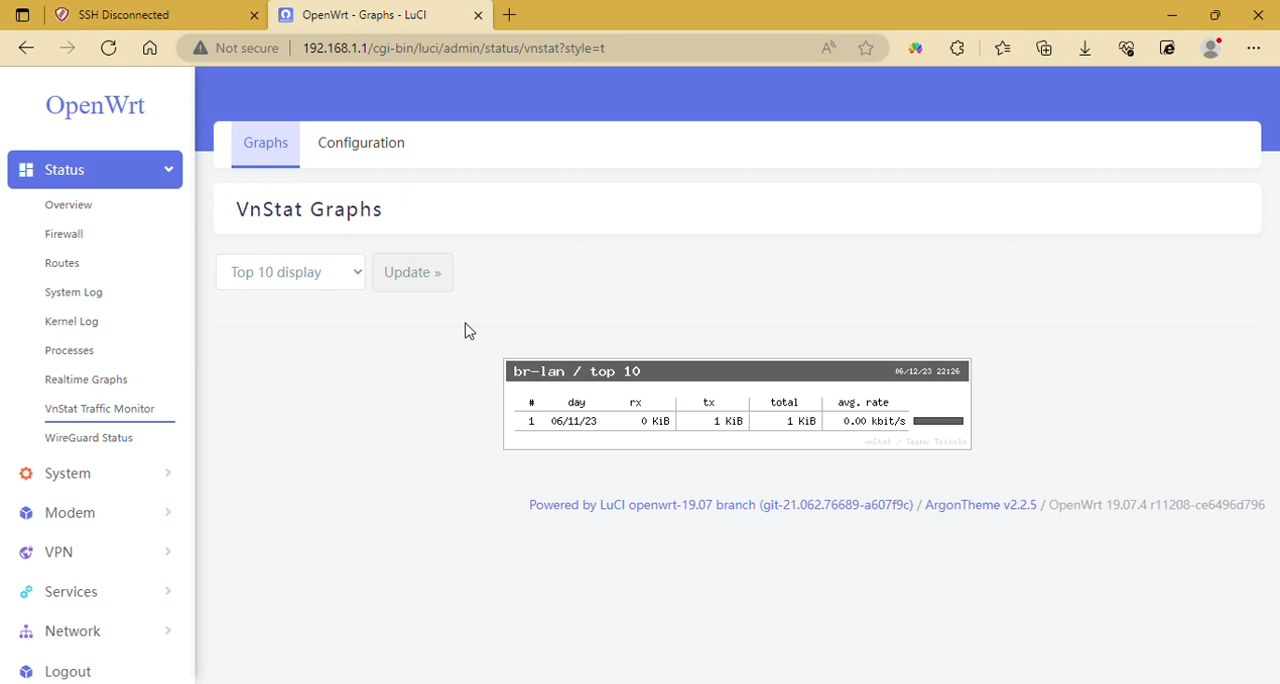 SSH Disconnected
OpenWrt - Graphs - LuCI
Not secure
192.168.1.1/cgi-bin/luci/admin/status/vnstat?style=t
OpenWrt
Graphs
Configuration
Status
VnStat Graphs
Overview
Firewall
Routes
Top 10 display
Update »
System Log
Kernel Log
Processes
Realtime Graphs
VnStat Traffic Monitor
WireGuard Status
br-lan / top 10 06/12/23 22:26
# day rx tx total avg. rate
1 06/11/23 0 KiB 1 KiB 1 KiB 0.00 kbit/s
vnStat / Teemu Toivola
System
Modem
VPN
Services
Network
Logout
Powered by LuCI openwrt-19.07 branch (git-21.062.76689-a607f9c) / ArgonTheme v2.2.5 / OpenWrt 19.07.4 r11208-ce6496d796